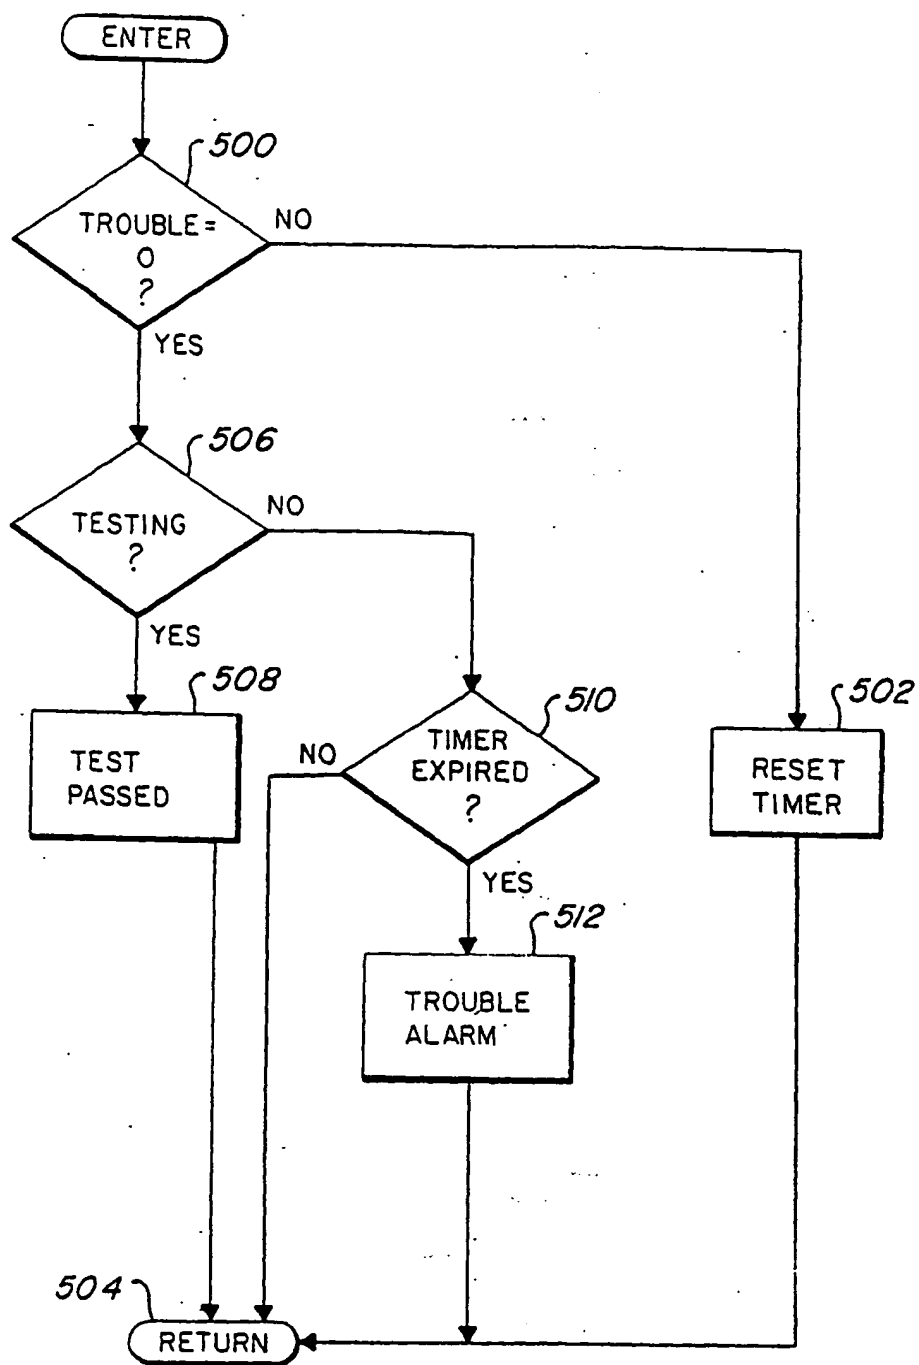 ENTER
500
TROUBLE =
0
?
NO
YES
506
TESTING
?
NO
YES
508
TEST
PASSED
510
TIMER
EXPIRED
?
NO
YES
502
RESET
TIMER
512
TROUBLE
ALARM
504
RETURN